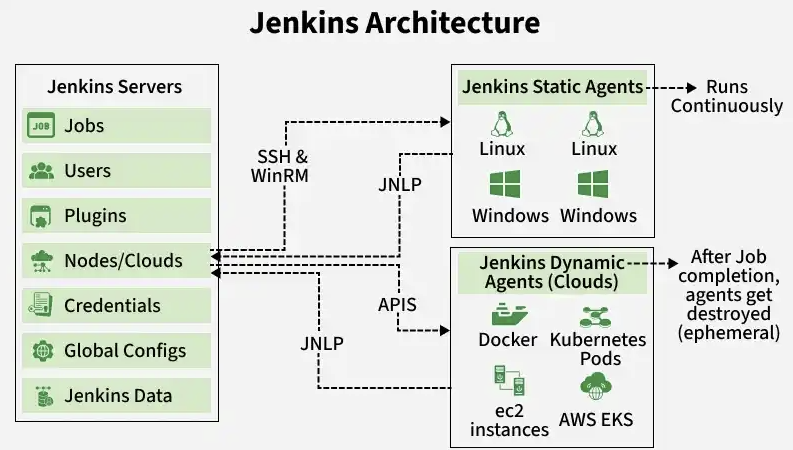 Jenkins Architecture
Jenkins Servers
JOB
Jobs
Users
Plugins
Nodes/Clouds
Credentials
Global Configs
Jenkins Data
SSH &
WinRM
JNLP
APIS
JNLP
Jenkins Static Agents
Linux
Linux
Windows
Windows
Runs
Continuously
Jenkins Dynamic
Agents (Clouds)
Docker
Kubernetes
Pods
ec2
instances
AWS EKS
After Job
completion,
agents get
destroyed
(ephemeral)